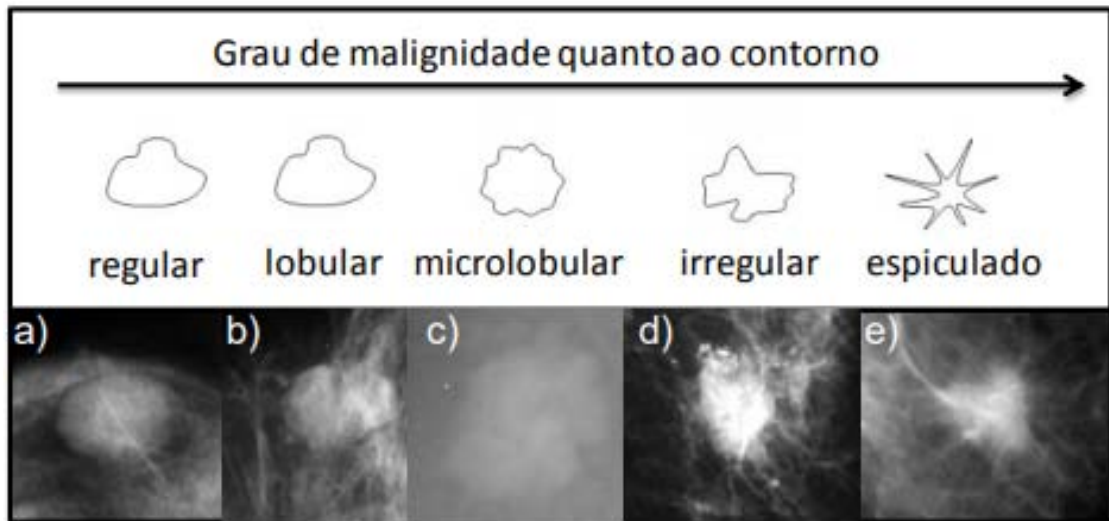 Grau de malignidade quanto ao contorno
regular lobular microlobular irregular espiculado
a) b) c) d) e)